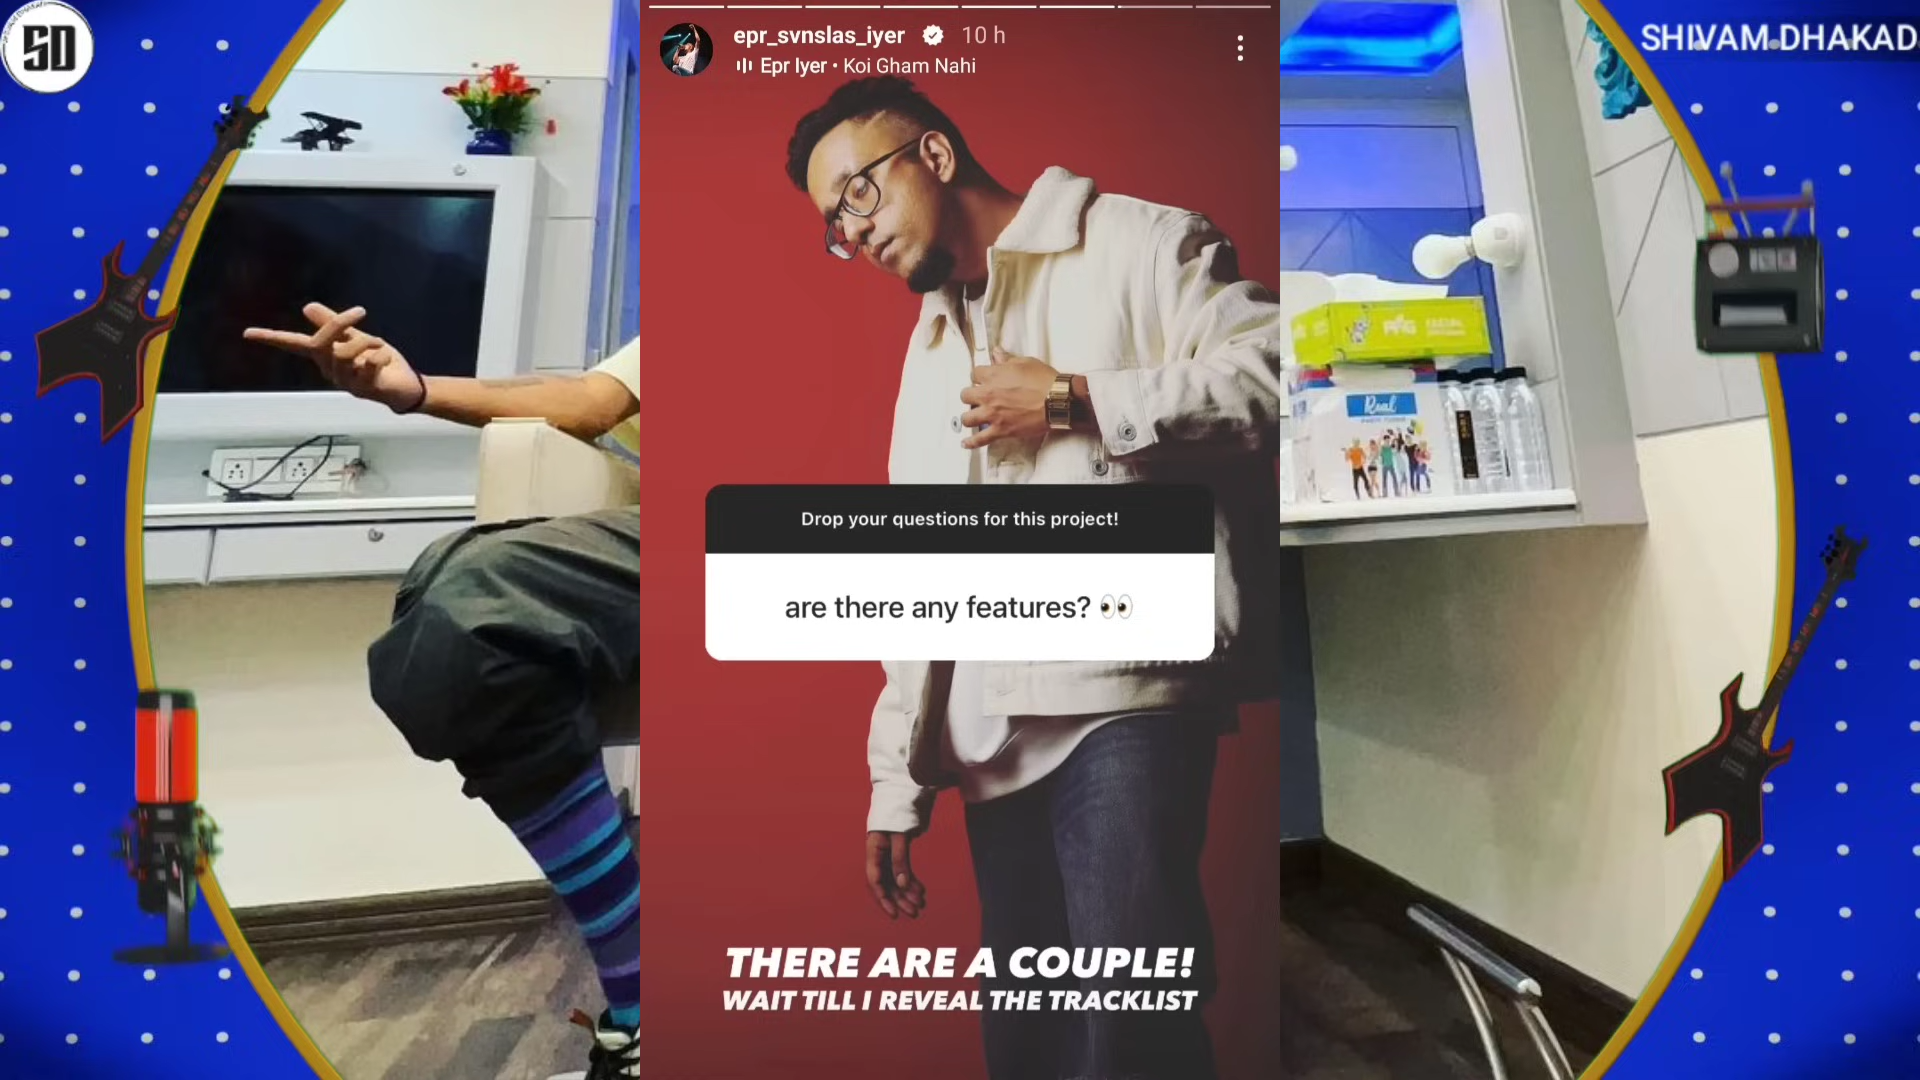 SD
SHIVAM DHAKAD
epr_svnslas_iyer 10 h
Epr Iyer • Koi Gham Nahi
Real
Drop your questions for this project!
are there any features? 👀
THERE ARE A COUPLE!
WAIT TILL I REVEAL THE TRACKLIST